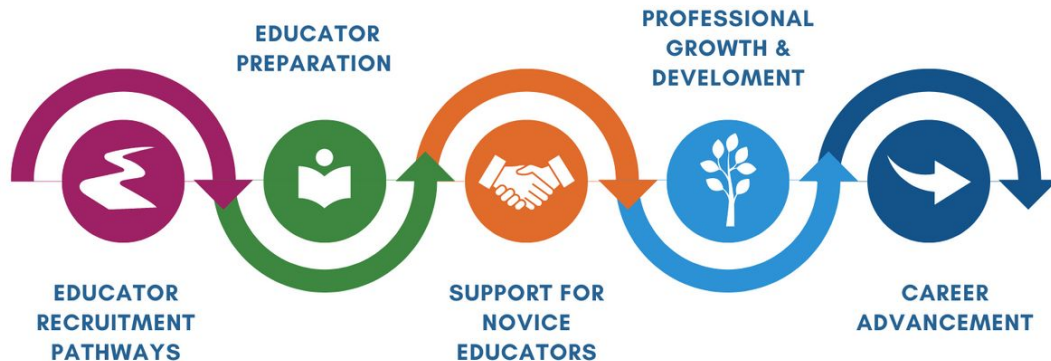 EDUCATOR
RECRUITMENT
PATHWAYS
EDUCATOR
PREPARATION
SUPPORT FOR
NOVICE
EDUCATORS
PROFESSIONAL
GROWTH &
DEVELOMENT
CAREER
ADVANCEMENT